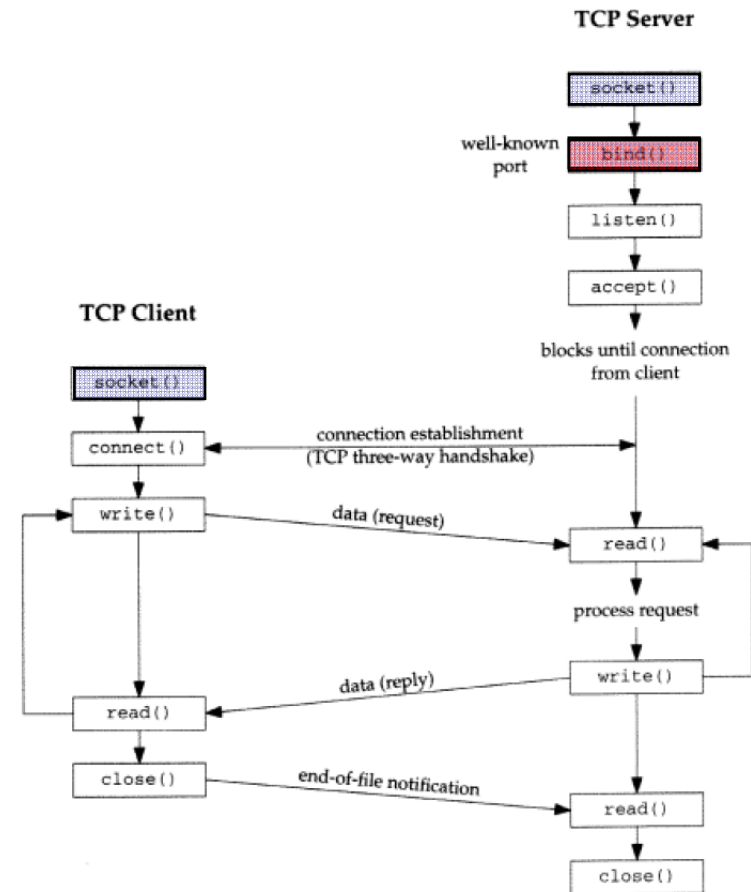 TCP Server
socket()
well-known
port
bind()
listen()
accept()
blocks until connection
from client
TCP Client
socket()
connect()
connection establishment
(TCP three-way handshake)
write()
data (request)
read()
process request
write()
data (reply)
read()
close()
end-of-file notification
read()
close()